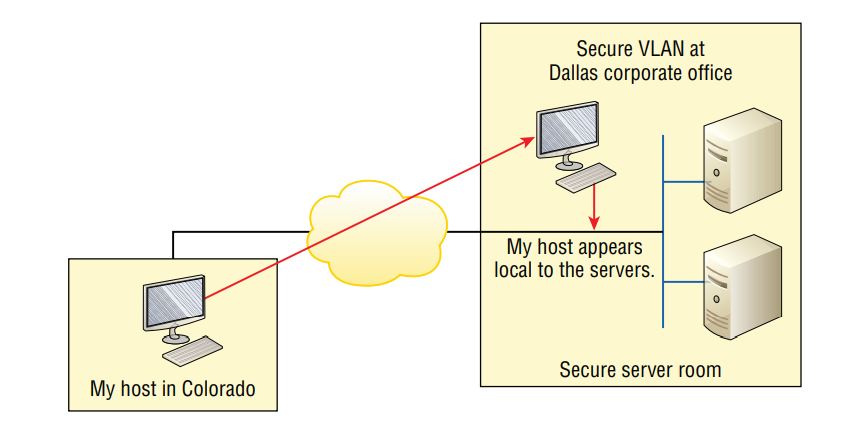 Secure VLAN at
Dallas corporate office
My host appears
local to the servers.
Secure server room
My host in Colorado